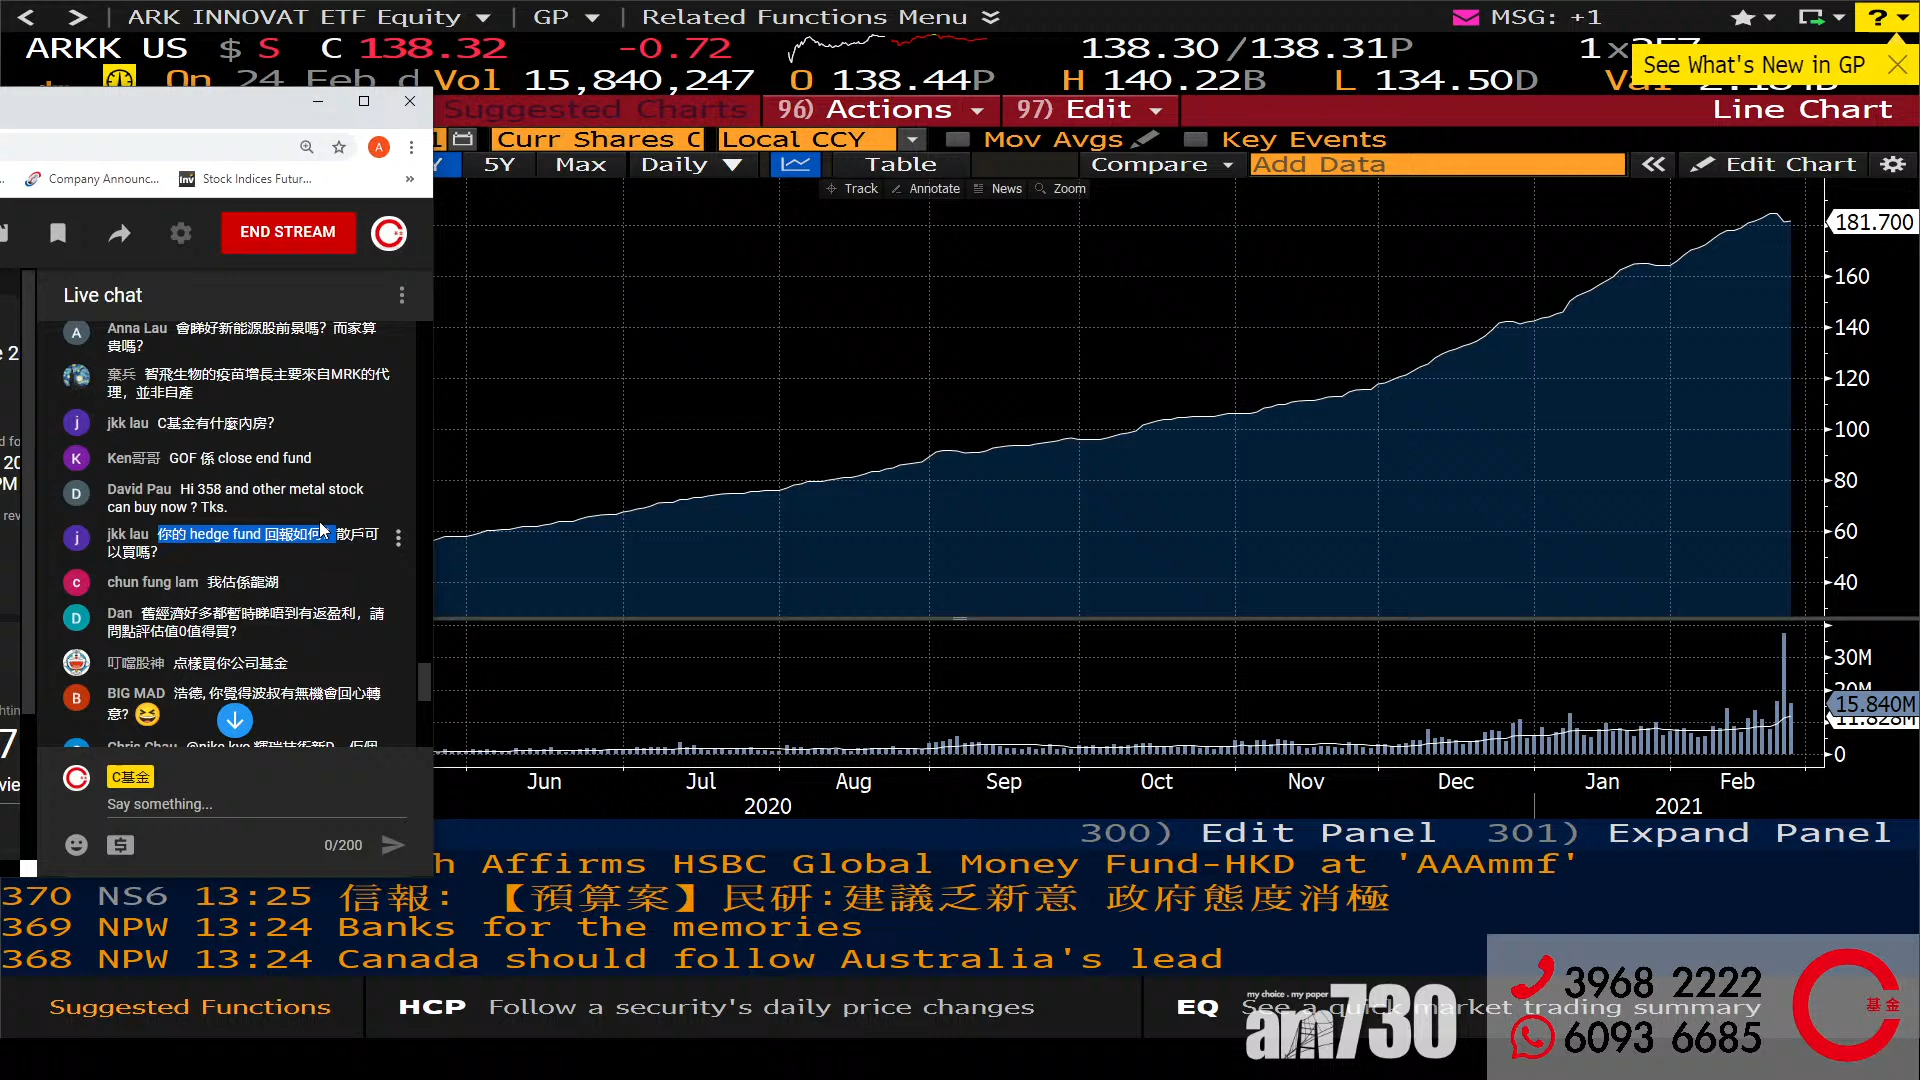 ARK INNOVAT ETF Equity
GP
Related Functions Menu
MSG: +1
?
ARKK US $ S C 138.32 -0.72 138.30/138.31P
On 24 Feb d Vol 15,840,247 O 138.44P H 140.22B L 134.50D
See What's New in GP
Suggested Charts 96) Actions 97) Edit Line Chart
Curr Shares Local CCY Mov Avgs Key Events
5Y Max Daily Table Compare Add Data Edit Chart
Track Annotate News Zoom
Company Announc...
Stock Indices Futur...
A
END STREAM
Live chat
Anna Lau 會睇好新能源股前景嗎? 而家算
貴嗎?
棄兵 智飛生物的疫苗增長主要來自MRK的代
理，並非自產
jkk lau C基金有什麼內房?
Ken哥哥 GOF 係 close end fund
David Pau Hi 358 and other metal stock
can buy now ? Tks.
jkk lau 你的 hedge fund 回報如何? 散戶可
以買嗎?
chun fung lam 我估係龍湖
Dan 舊經濟好多都暫時睇唔到有返盈利，請
問點評估值0值得買?
叮噹股神 点樣買你公司基金
BIG MAD 浩德, 你覺得波叔有無機會回心轉
意?
C基金
Say something...
0/200
181.700
160
140
120
100
80
60
40
30M
20M
15.840M
11.828M
0
Jun Jul Aug Sep Oct Nov Dec Jan Feb
2020 2021
300) Edit Panel 301) Expand Panel
h Affirms HSBC Global Money Fund-HKD at 'AAAmmf'
370 NS6 13:25 信報: 【預算案】民研:建議乏新意 政府態度消極
369 NPW 13:24 Banks for the memories
368 NPW 13:24 Canada should follow Australia's lead
Suggested Functions HCP Follow a security's daily price changes EQ See a quick market trading summary
my choice . my paper
am730
3968 2222
6093 6685
基金